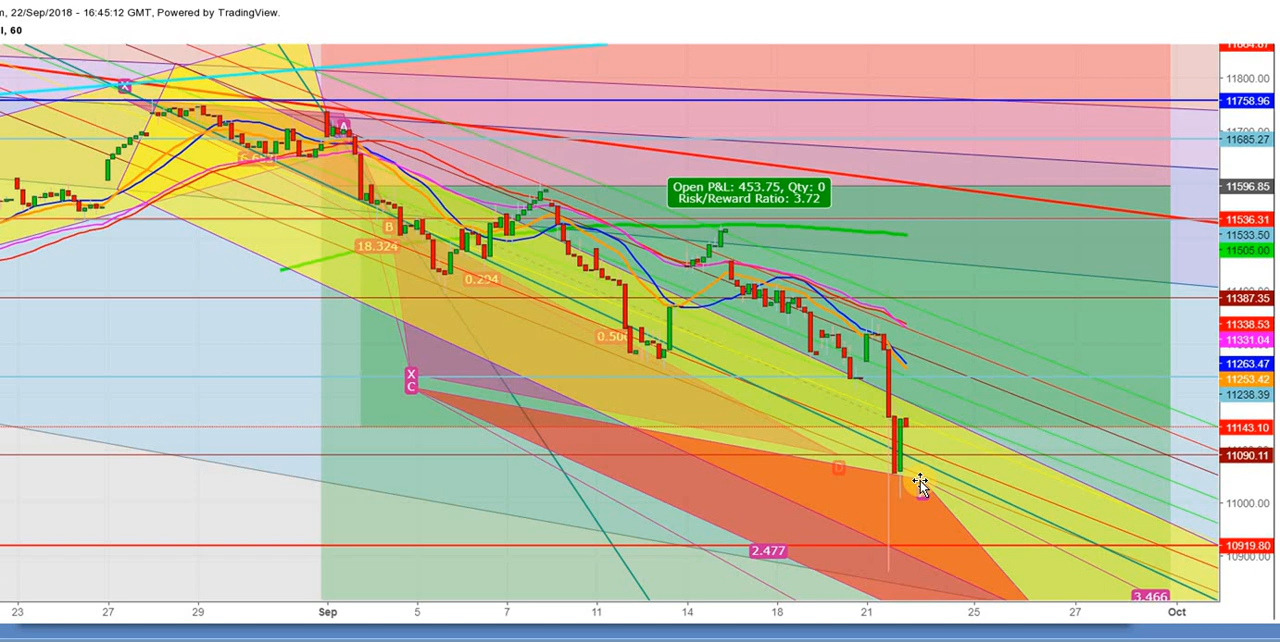 m, 22/Sep/2018 - 16:45:12 GMT, Powered by TradingView.
I, 60
11800.00
11758.96
11685.27
X
A
Open P&L: 453.75, Qty: 0
Risk/Reward Ratio: 3.72
11596.85
B
18.324
11536.31
11533.50
11505.00
0.294
11387.35
11338.53
11331.04
11263.47
X
C
11253.42
11238.39
11143.10
11090.11
11000.00
2.477
10919.80
10900.00
3.466
23 27 29 Sep 5 7 11 14 18 21 25 27 Oct